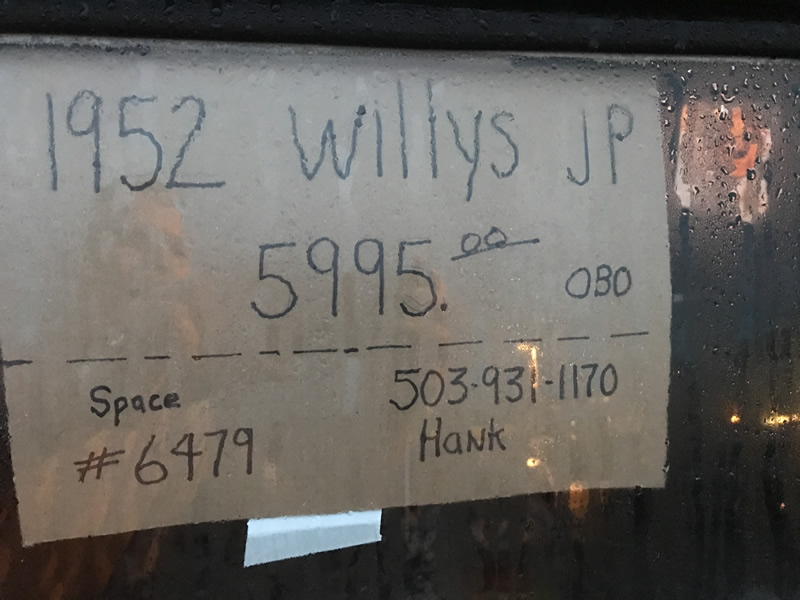 1952 Willys JP
5995.00 OBO
Space
#6479
503-931-1170
Hank